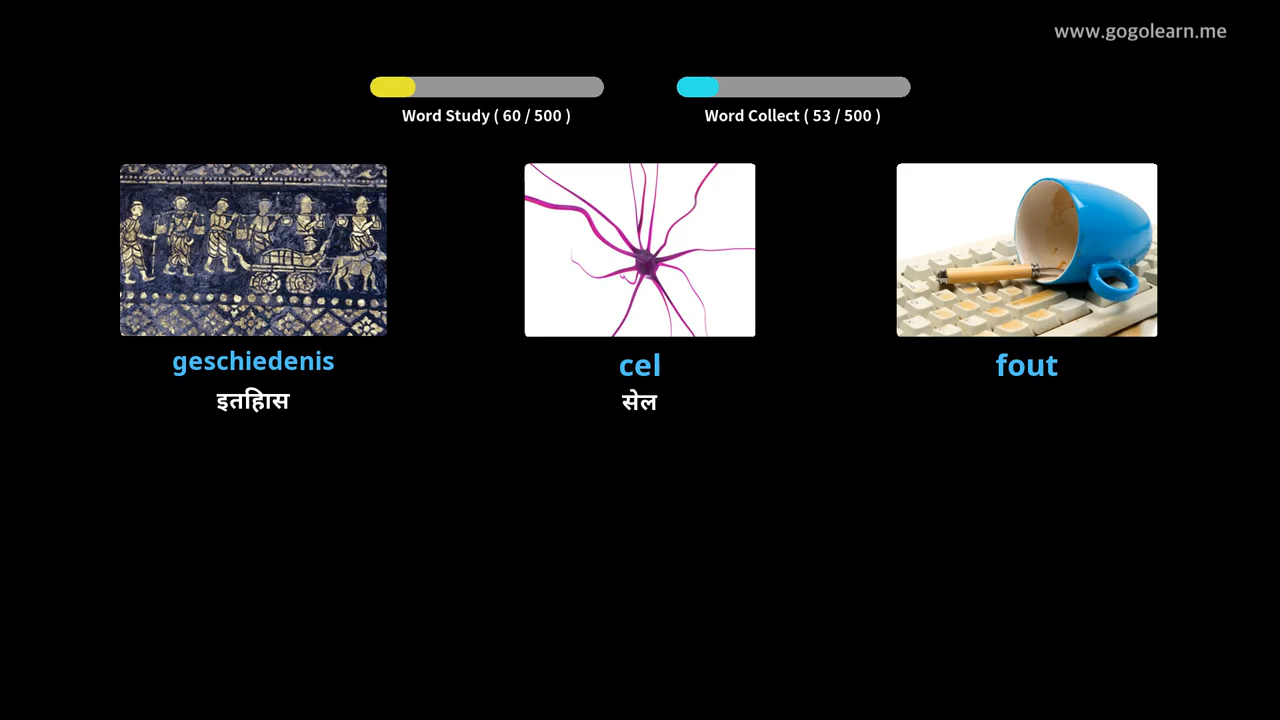 www.gogolearn.me
Word Study ( 60 / 500 )
Word Collect ( 53 / 500 )
geschiedenis
cel
fout
इतिहास
सेल